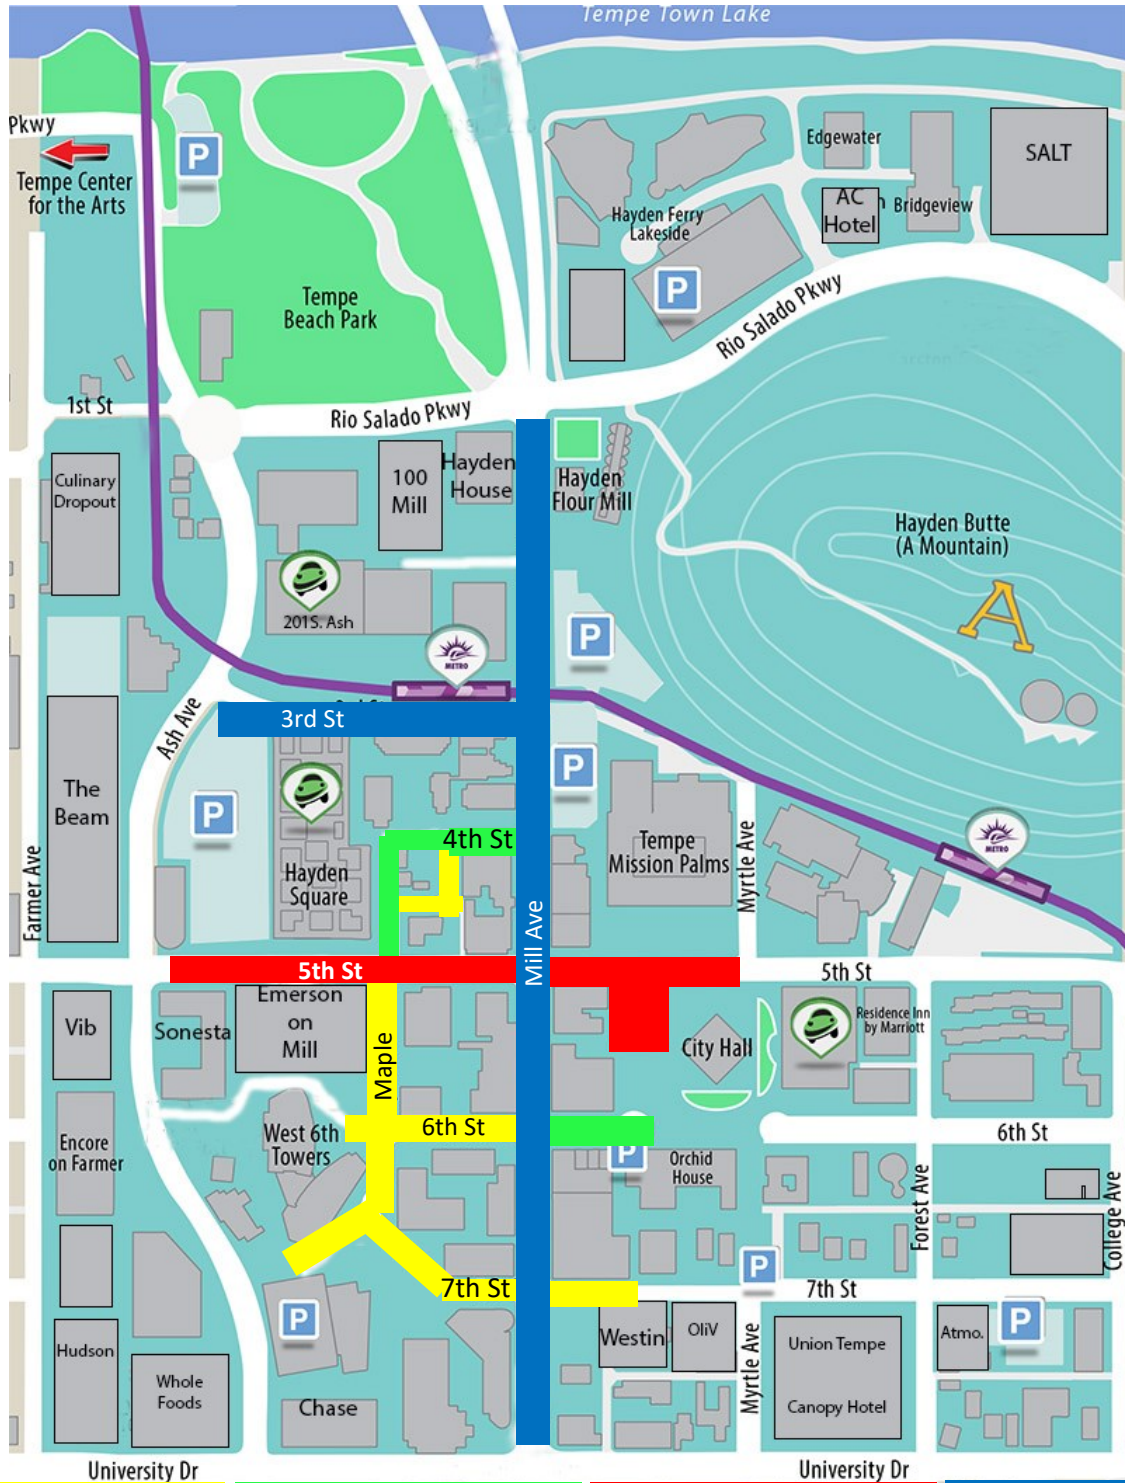 Tempe Town Lake
Pkwy
Tempe Center
for the Arts
P
Edgewater
SALT
AC
Hotel
Bridgeview
Hayden Ferry
Lakeside
P
Tempe
Beach Park
Rio Salado Pkwy
1st St
Rio Salado Pkwy
Culinary
Dropout
100
Mill
Hayden
House
Hayden
Flour Mill
Hayden Butte
(A Mountain)
A
201S. Ash
P
METRO
3rd St
Ash Ave
The
Beam
P
P
4th St
Tempe
Mission Palms
METRO
Hayden
Square
Myrtle Ave
Farmer Ave
Mill Ave
5th St
5th St
Vib
Sonesta
Emerson
on
Mill
Maple
City Hall
Residence Inn
by Marriott
6th St
6th St
Encore
on Farmer
West 6th
Towers
P
Orchid
House
Forest Ave
College Ave
P
7th St
7th St
P
Westin
OliV
Myrtle Ave
Union Tempe
Canopy Hotel
Atmo.
P
Hudson
Whole
Foods
Chase
University Dr
University Dr